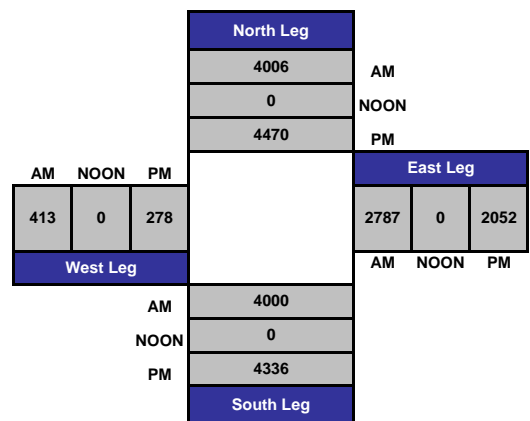 North Leg
4006 AM
0 NOON
4470 PM
AM NOON PM
East Leg
413 0 278
2787 0 2052
West Leg
AM NOON PM
AM 4000
NOON 0
PM 4336
South Leg